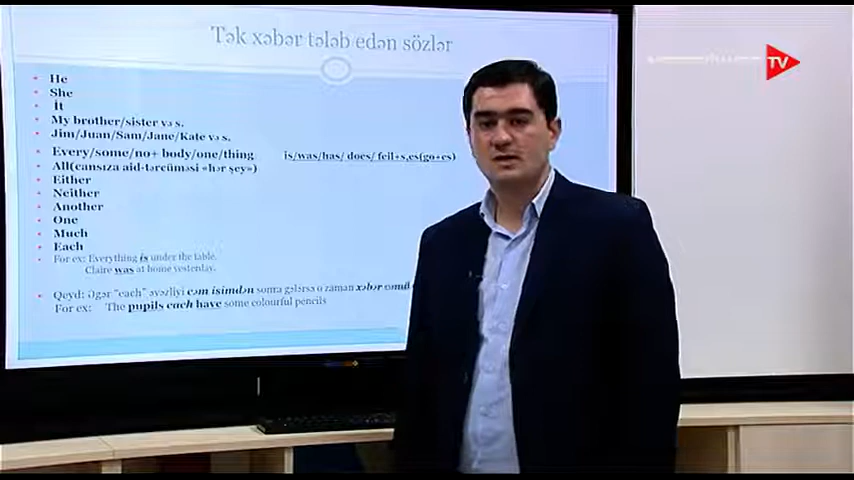 Tək xəbər tələb edən sözlər
He
She
İt
My brother/sister və s.
Jim/Juan/Sam/Jane/Kate və s.
Every/some/no+ body/one/thing is/was/has/ does/ feil+s,es(go+es)
All(cansıza aid-tərcüməsi «hər şey»)
Either
Neither
Another
One
Much
Each
For ex: Everything is under the table.
Claire was at home yesterday.
Qeyd: Əgər "each" əvəzliyi cəm isimdən sonra gələrsə o zaman xəbər
For ex: The pupils each have some colourful pencils
TV